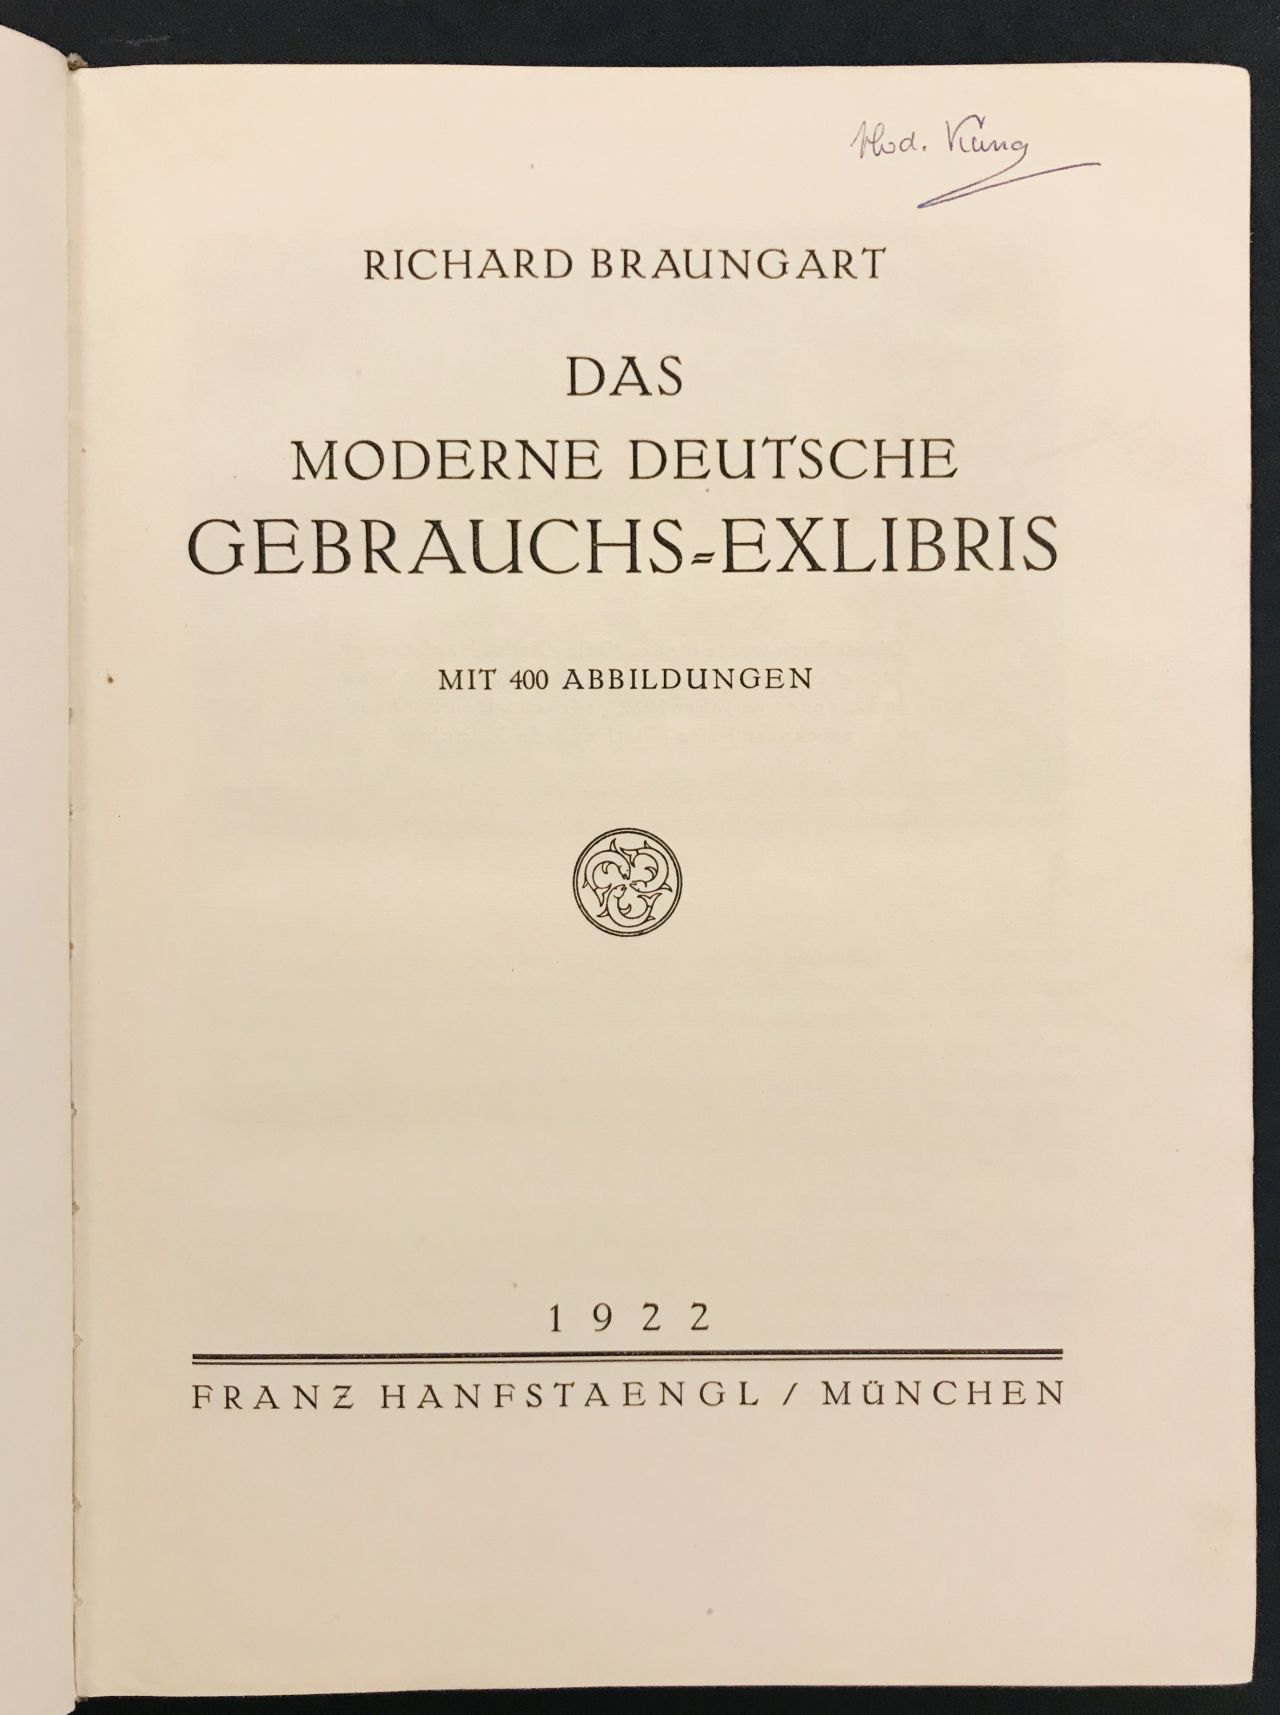 RICHARD BRAUNGART
DAS
MODERNE DEUTSCHE
GEBRAUCHS=EXLIBRIS
MIT 400 ABBILDUNGEN
1922
FRANZ HANFSTAENGL / MÜNCHEN